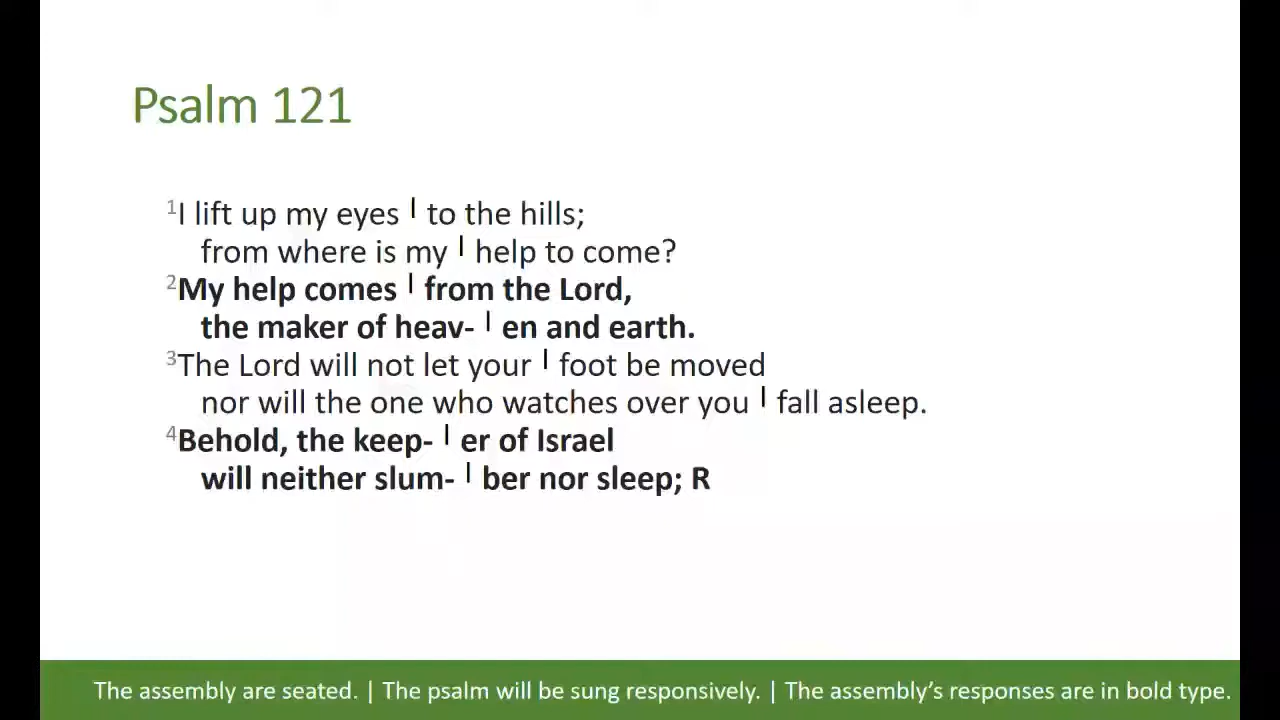 Psalm 121
1I lift up my eyes | to the hills;
from where is my | help to come?
2My help comes | from the Lord,
the maker of heav- | en and earth.
3The Lord will not let your | foot be moved
nor will the one who watches over you | fall asleep.
4Behold, the keep- | er of Israel
will neither slum- | ber nor sleep; R
The assembly are seated. | The psalm will be sung responsively. | The assembly’s responses are in bold type.